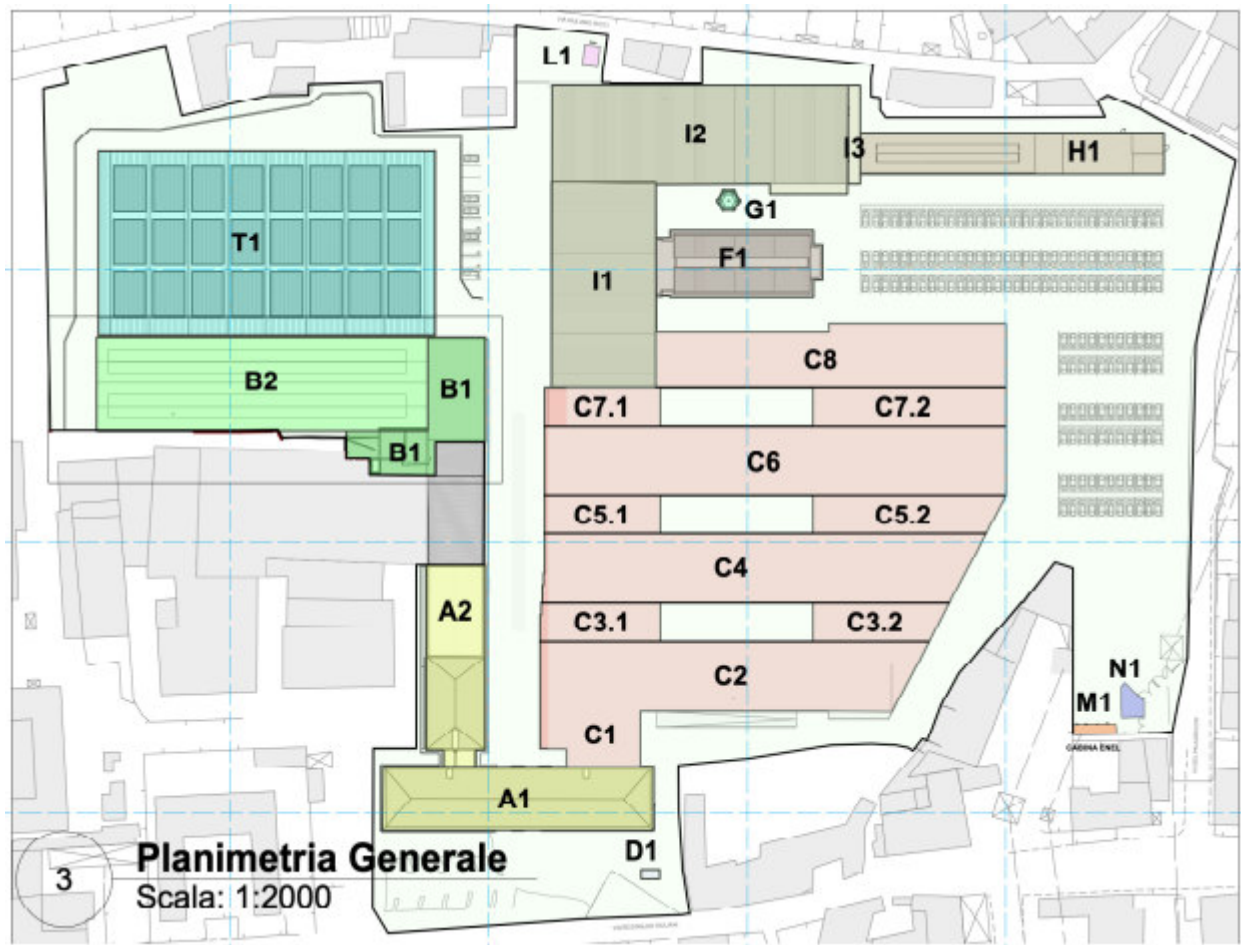 L1
I2
I3
H1
G1
T1
F1
I1
C8
B2
B1
C7.1
C7.2
B1
C6
C5.1
C5.2
C4
A2
C3.1
C3.2
C2
N1
M1
C1
CABINA ENEL
A1
D1
3
Planimetria Generale
Scala: 1:2000